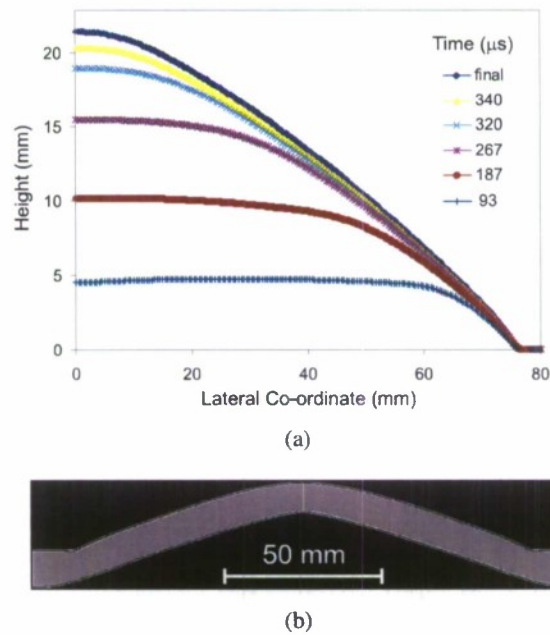 20
15
10
5
0
Height (mm)
0 20 40 60 80
Lateral Co-ordinate (mm)
Time (μs)
final
340
320
267
187
93
(a)
50 mm
(b)